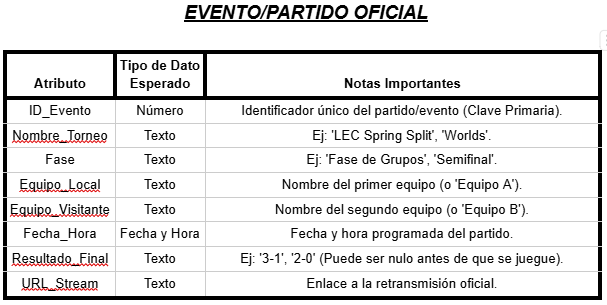 EVENTO/PARTIDO OFICIAL
Atributo Tipo de Dato Esperado Notas Importantes
ID_Evento Número Identificador único del partido/evento (Clave Primaria).
Nombre_Torneo Texto Ej: 'LEC Spring Split', 'Worlds'.
Fase Texto Ej: 'Fase de Grupos', 'Semifinal'.
Equipo_Local Texto Nombre del primer equipo (o 'Equipo A').
Equipo_Visitante Texto Nombre del segundo equipo (o 'Equipo B').
Fecha_Hora Fecha y Hora Fecha y hora programada del partido.
Resultado_Final Texto Ej: '3-1', '2-0' (Puede ser nulo antes de que se juegue).
URL_Stream Texto Enlace a la retransmisión oficial.